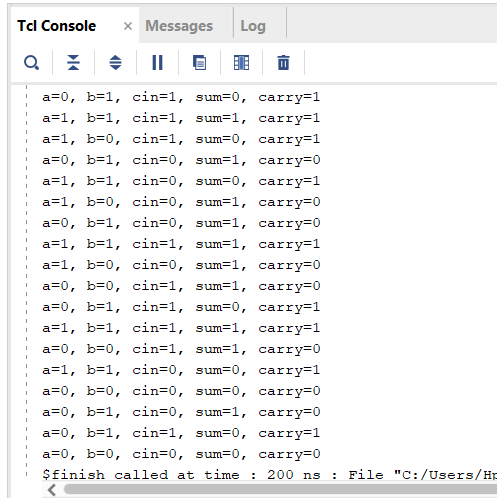 Tcl Console × Messages Log
a=0, b=1, cin=1, sum=0, carry=1
a=1, b=1, cin=1, sum=1, carry=1
a=1, b=0, cin=1, sum=0, carry=1
a=0, b=1, cin=0, sum=1, carry=0
a=1, b=1, cin=0, sum=0, carry=1
a=1, b=0, cin=0, sum=1, carry=0
a=0, b=1, cin=0, sum=1, carry=0
a=1, b=1, cin=1, sum=1, carry=1
a=1, b=0, cin=0, sum=1, carry=0
a=0, b=0, cin=1, sum=1, carry=0
a=0, b=1, cin=1, sum=0, carry=1
a=1, b=1, cin=1, sum=1, carry=1
a=0, b=0, cin=1, sum=1, carry=0
a=1, b=1, cin=0, sum=0, carry=1
a=0, b=0, cin=0, sum=0, carry=0
a=0, b=1, cin=0, sum=1, carry=0
a=0, b=1, cin=1, sum=0, carry=1
a=0, b=0, cin=0, sum=0, carry=0
$finish called at time : 200 ns : File "C:/Users/Hp